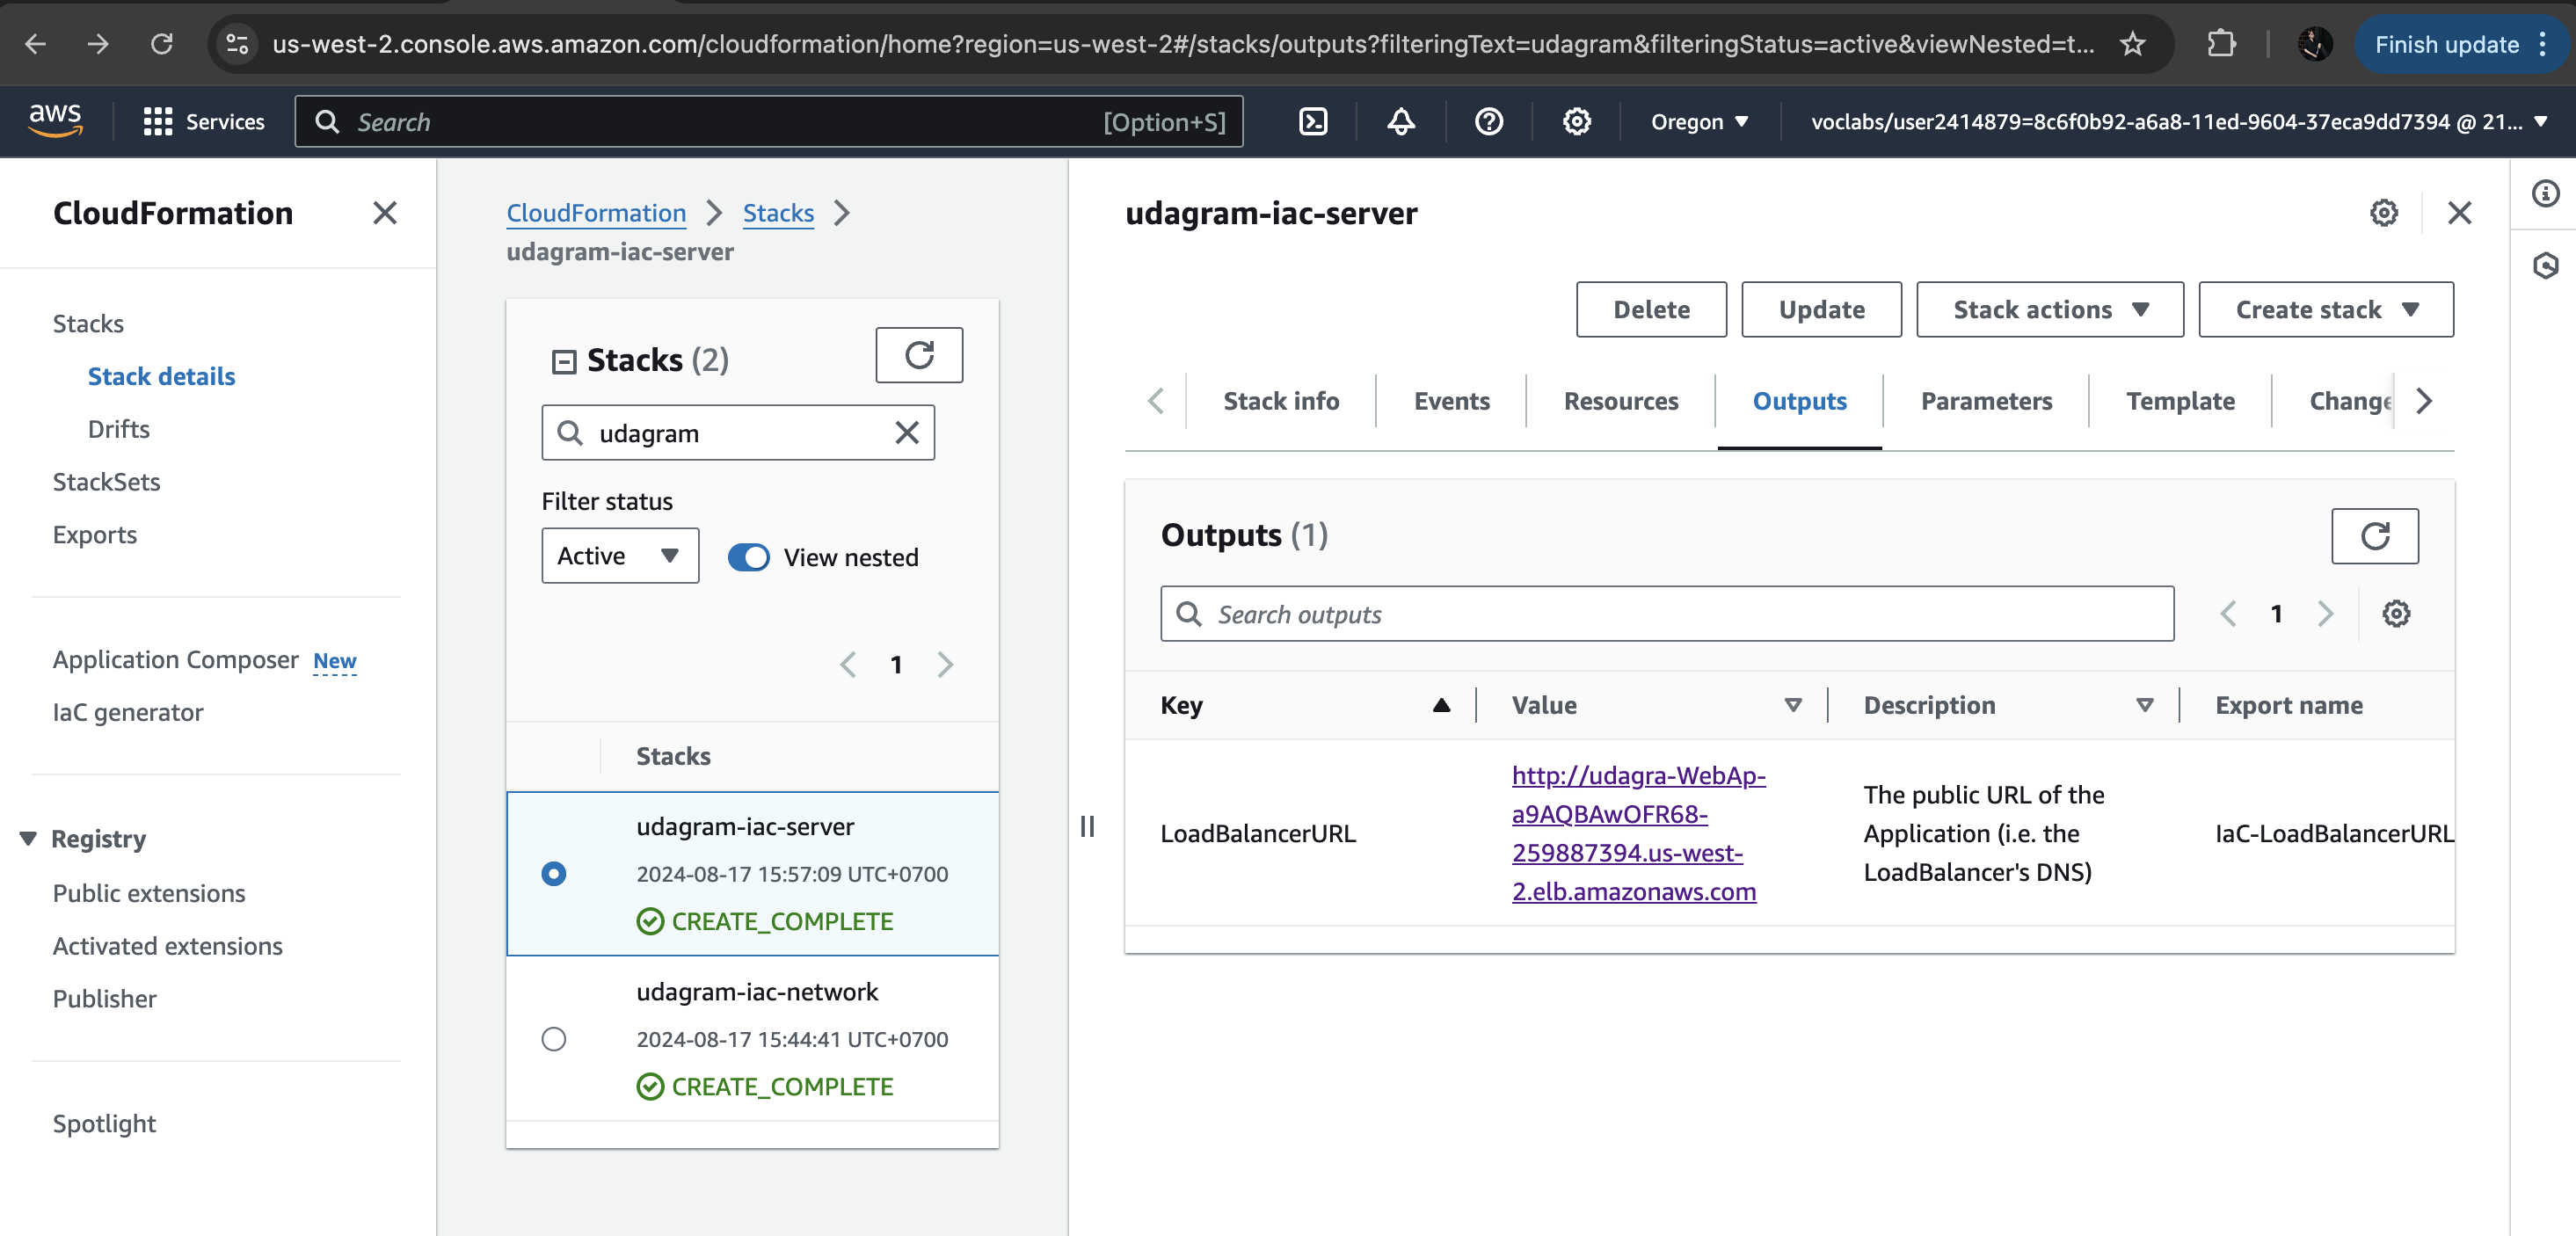 us-west-2.console.aws.amazon.com/cloudformation/home?region=us-west-2#/stacks/outputs?filteringText=udagram&filteringStatus=active&viewNested=t...
Finish update
aws
Services
Search
[Option+S]
Oregon
voclabs/user2414879=8c6f0b92-a6a8-11ed-9604-37eca9dd7394 @ 21...
CloudFormation
Stacks
Stack details
Drifts
StackSets
Exports
Application Composer New
IaC generator
Registry
Public extensions
Activated extensions
Publisher
Spotlight
CloudFormation
Stacks
udagram-iac-server
Stacks (2)
udagram
Filter status
Active
View nested
1
Stacks
udagram-iac-server
2024-08-17 15:57:09 UTC+0700
CREATE_COMPLETE
udagram-iac-network
2024-08-17 15:44:41 UTC+0700
CREATE_COMPLETE
udagram-iac-server
Delete
Update
Stack actions
Create stack
Stack info
Events
Resources
Outputs
Parameters
Template
Change
Outputs (1)
Search outputs
1
Key
Value
Description
Export name
LoadBalancerURL
http://udagra-WebAp-
a9AQBAwOFR68-
259887394.us-west-
2.elb.amazonaws.com
The public URL of the
Application (i.e. the
LoadBalancer's DNS)
IaC-LoadBalancerURL